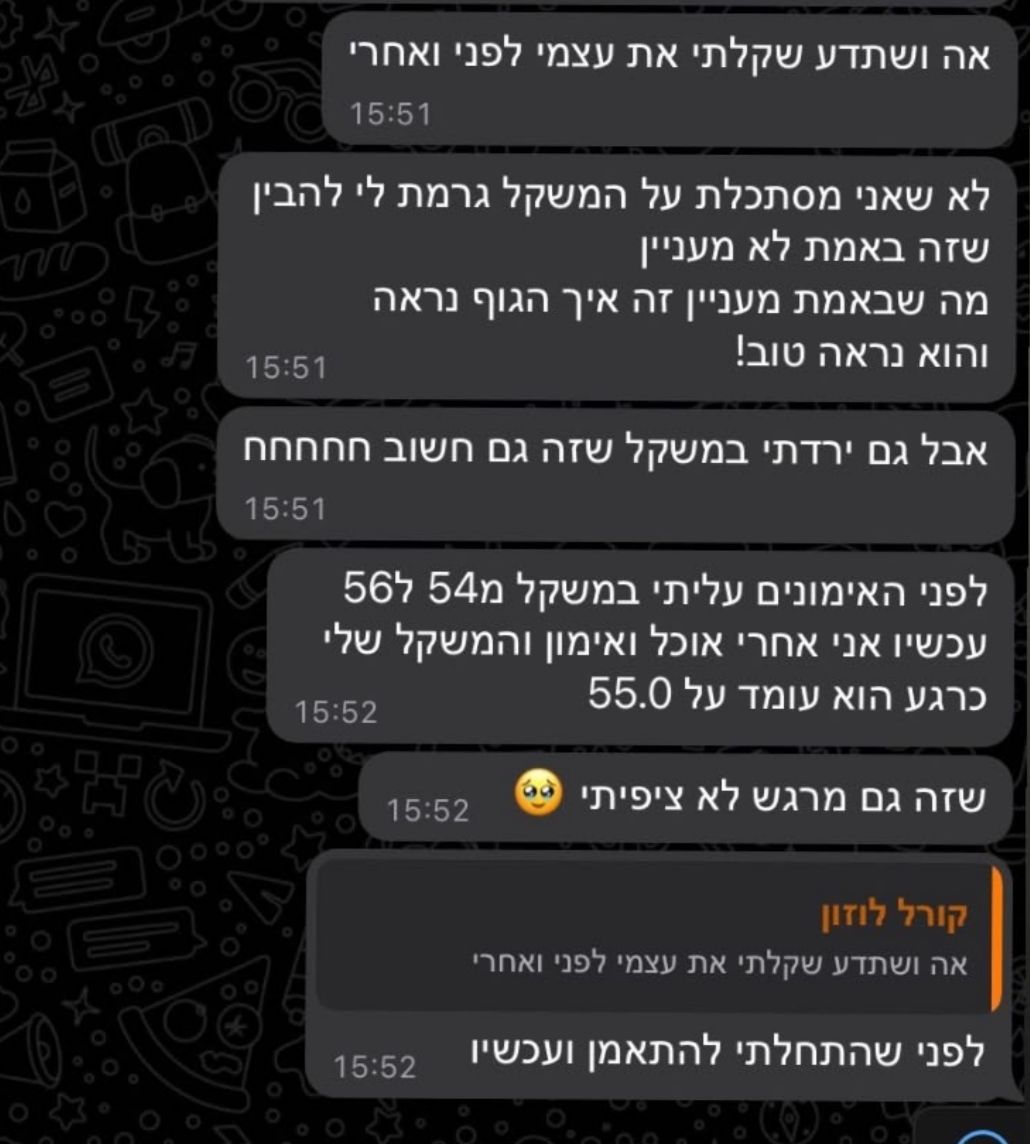 אה ושתדע שקלתי את עצמי לפני ואחרי
15:51
לא שאני מסתכלת על המשקל גרמת לי להבין
שזה באמת לא מעניין
מה שבאמת מעניין זה איך הגוף נראה
והוא נראה טוב!
15:51
אבל גם ירדתי במשקל שזה גם חשוב חחחחח
15:51
לפני האימונים עליתי במשקל מ54 ל56
עכשיו אני אחרי אוכל ואימון והמשקל שלי
כרגע הוא עומד על 55.0
15:52
שזה גם מרגש לא ציפיתי 🥹
15:52
קורל לוזון
אה ושתדע שקלתי את עצמי לפני ואחרי
לפני שהתחלתי להתאמן ועכשיו
15:52